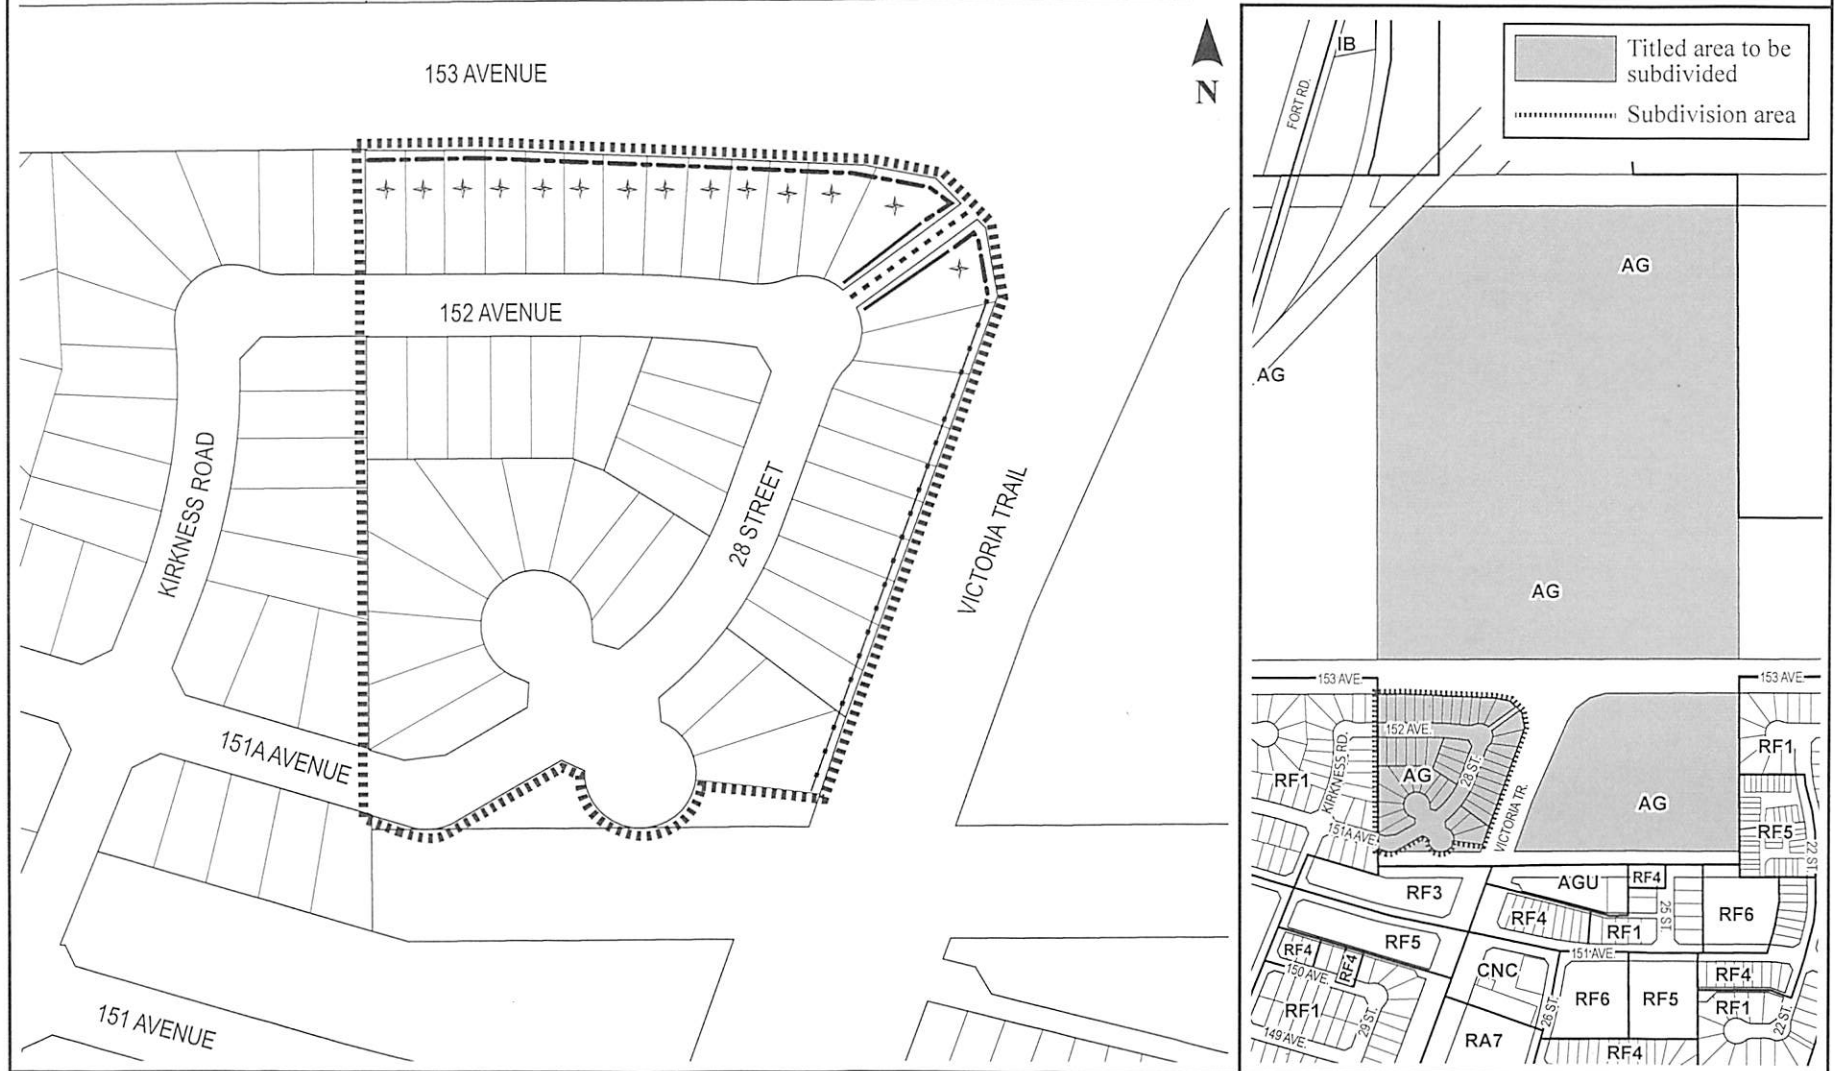 153 AVENUE
N
152 AVENUE
KIRKNESS ROAD
28 STREET
VICTORIA TRAIL
151A AVENUE
151 AVENUE
Titled area to be
subdivided
Subdivision area
IB
FORT RD.
AG
AG
AG
153 AVE.
153 AVE.
152 AVE.
RF1
KIRKNESS RD.
AG
28 ST.
VICTORIA TR.
AG
RF1
151A AVE.
RF5
22 ST.
RF3
AGU
RF4
RF4
RF1
25 ST.
RF6
RF5
151 AVE.
RF4
RF4
150 AVE.
CNC
RF4
RF1
29 ST.
26 ST.
RF6
RF5
RF1
22 ST.
149 AVE.
RA7
RF4